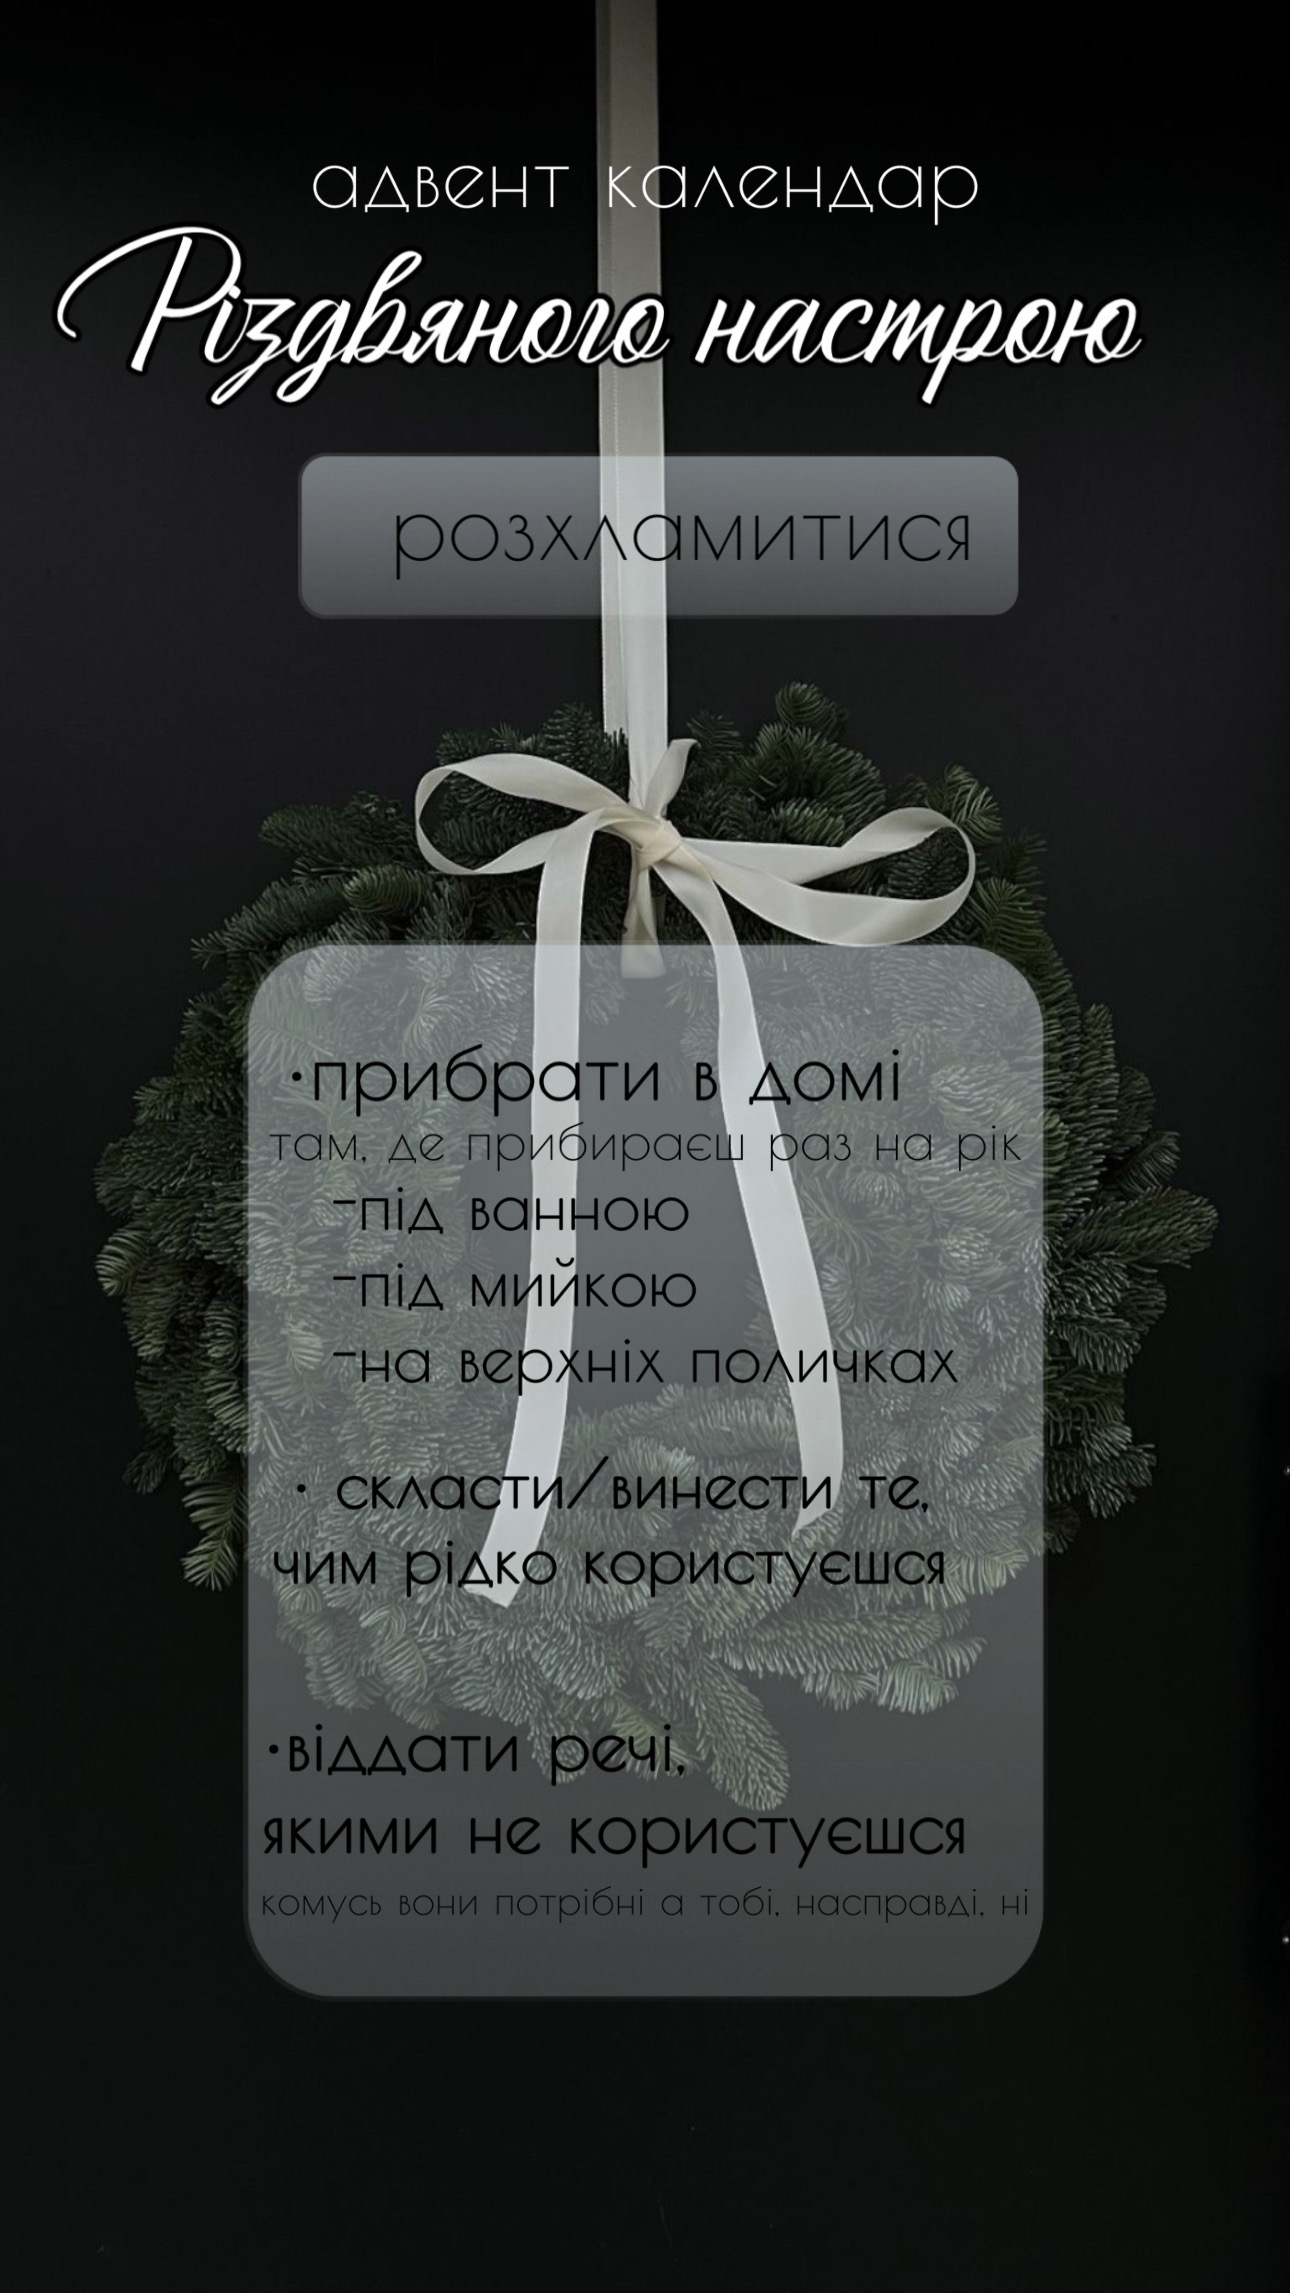 адвент календар
Різдвяного настрою
розхламитися
·прибрати в домі
там, де прибираєш раз на рік
-під ванною
-під мийкою
-на верхніх поличках
· скласти/винести те,
чим рідко користуєшся
·віддати речі,
якими не користуєшся
комусь вони потрібні а тобі, насправді, ні